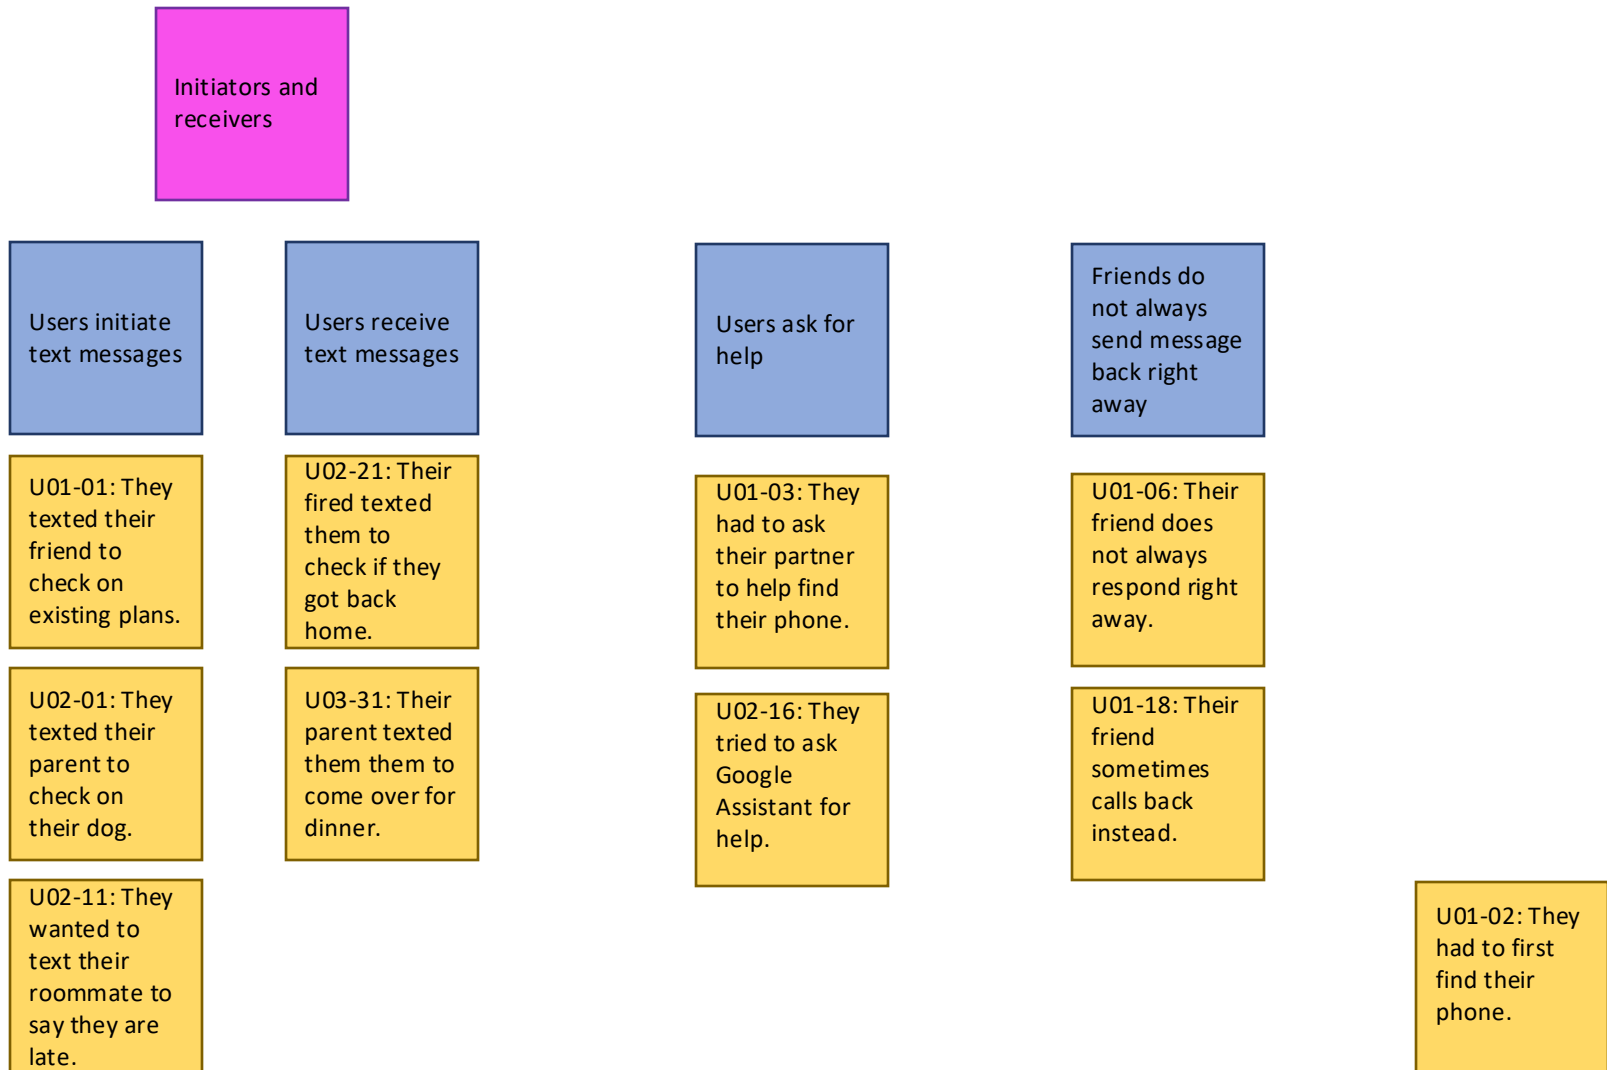 Initiators and
receivers
Users initiate
text messages
Users receive
text messages
Users ask for
help
Friends do
not always
send message
back right
away
U01-01: They
texted their
friend to
check on
existing plans.
U02-01: They
texted their
parent to
check on
their dog.
U02-11: They
wanted to
text their
roommate to
say they are
late.
U02-21: Their
fired texted
them to
check if they
got back
home.
U03-31: Their
parent texted
them them to
come over for
dinner.
U01-03: They
had to ask
their partner
to help find
their phone.
U02-16: They
tried to ask
Google
Assistant for
help.
U01-06: Their
friend does
not always
respond right
away.
U01-18: Their
friend
sometimes
calls back
instead.
U01-02: They
had to first
find their
phone.